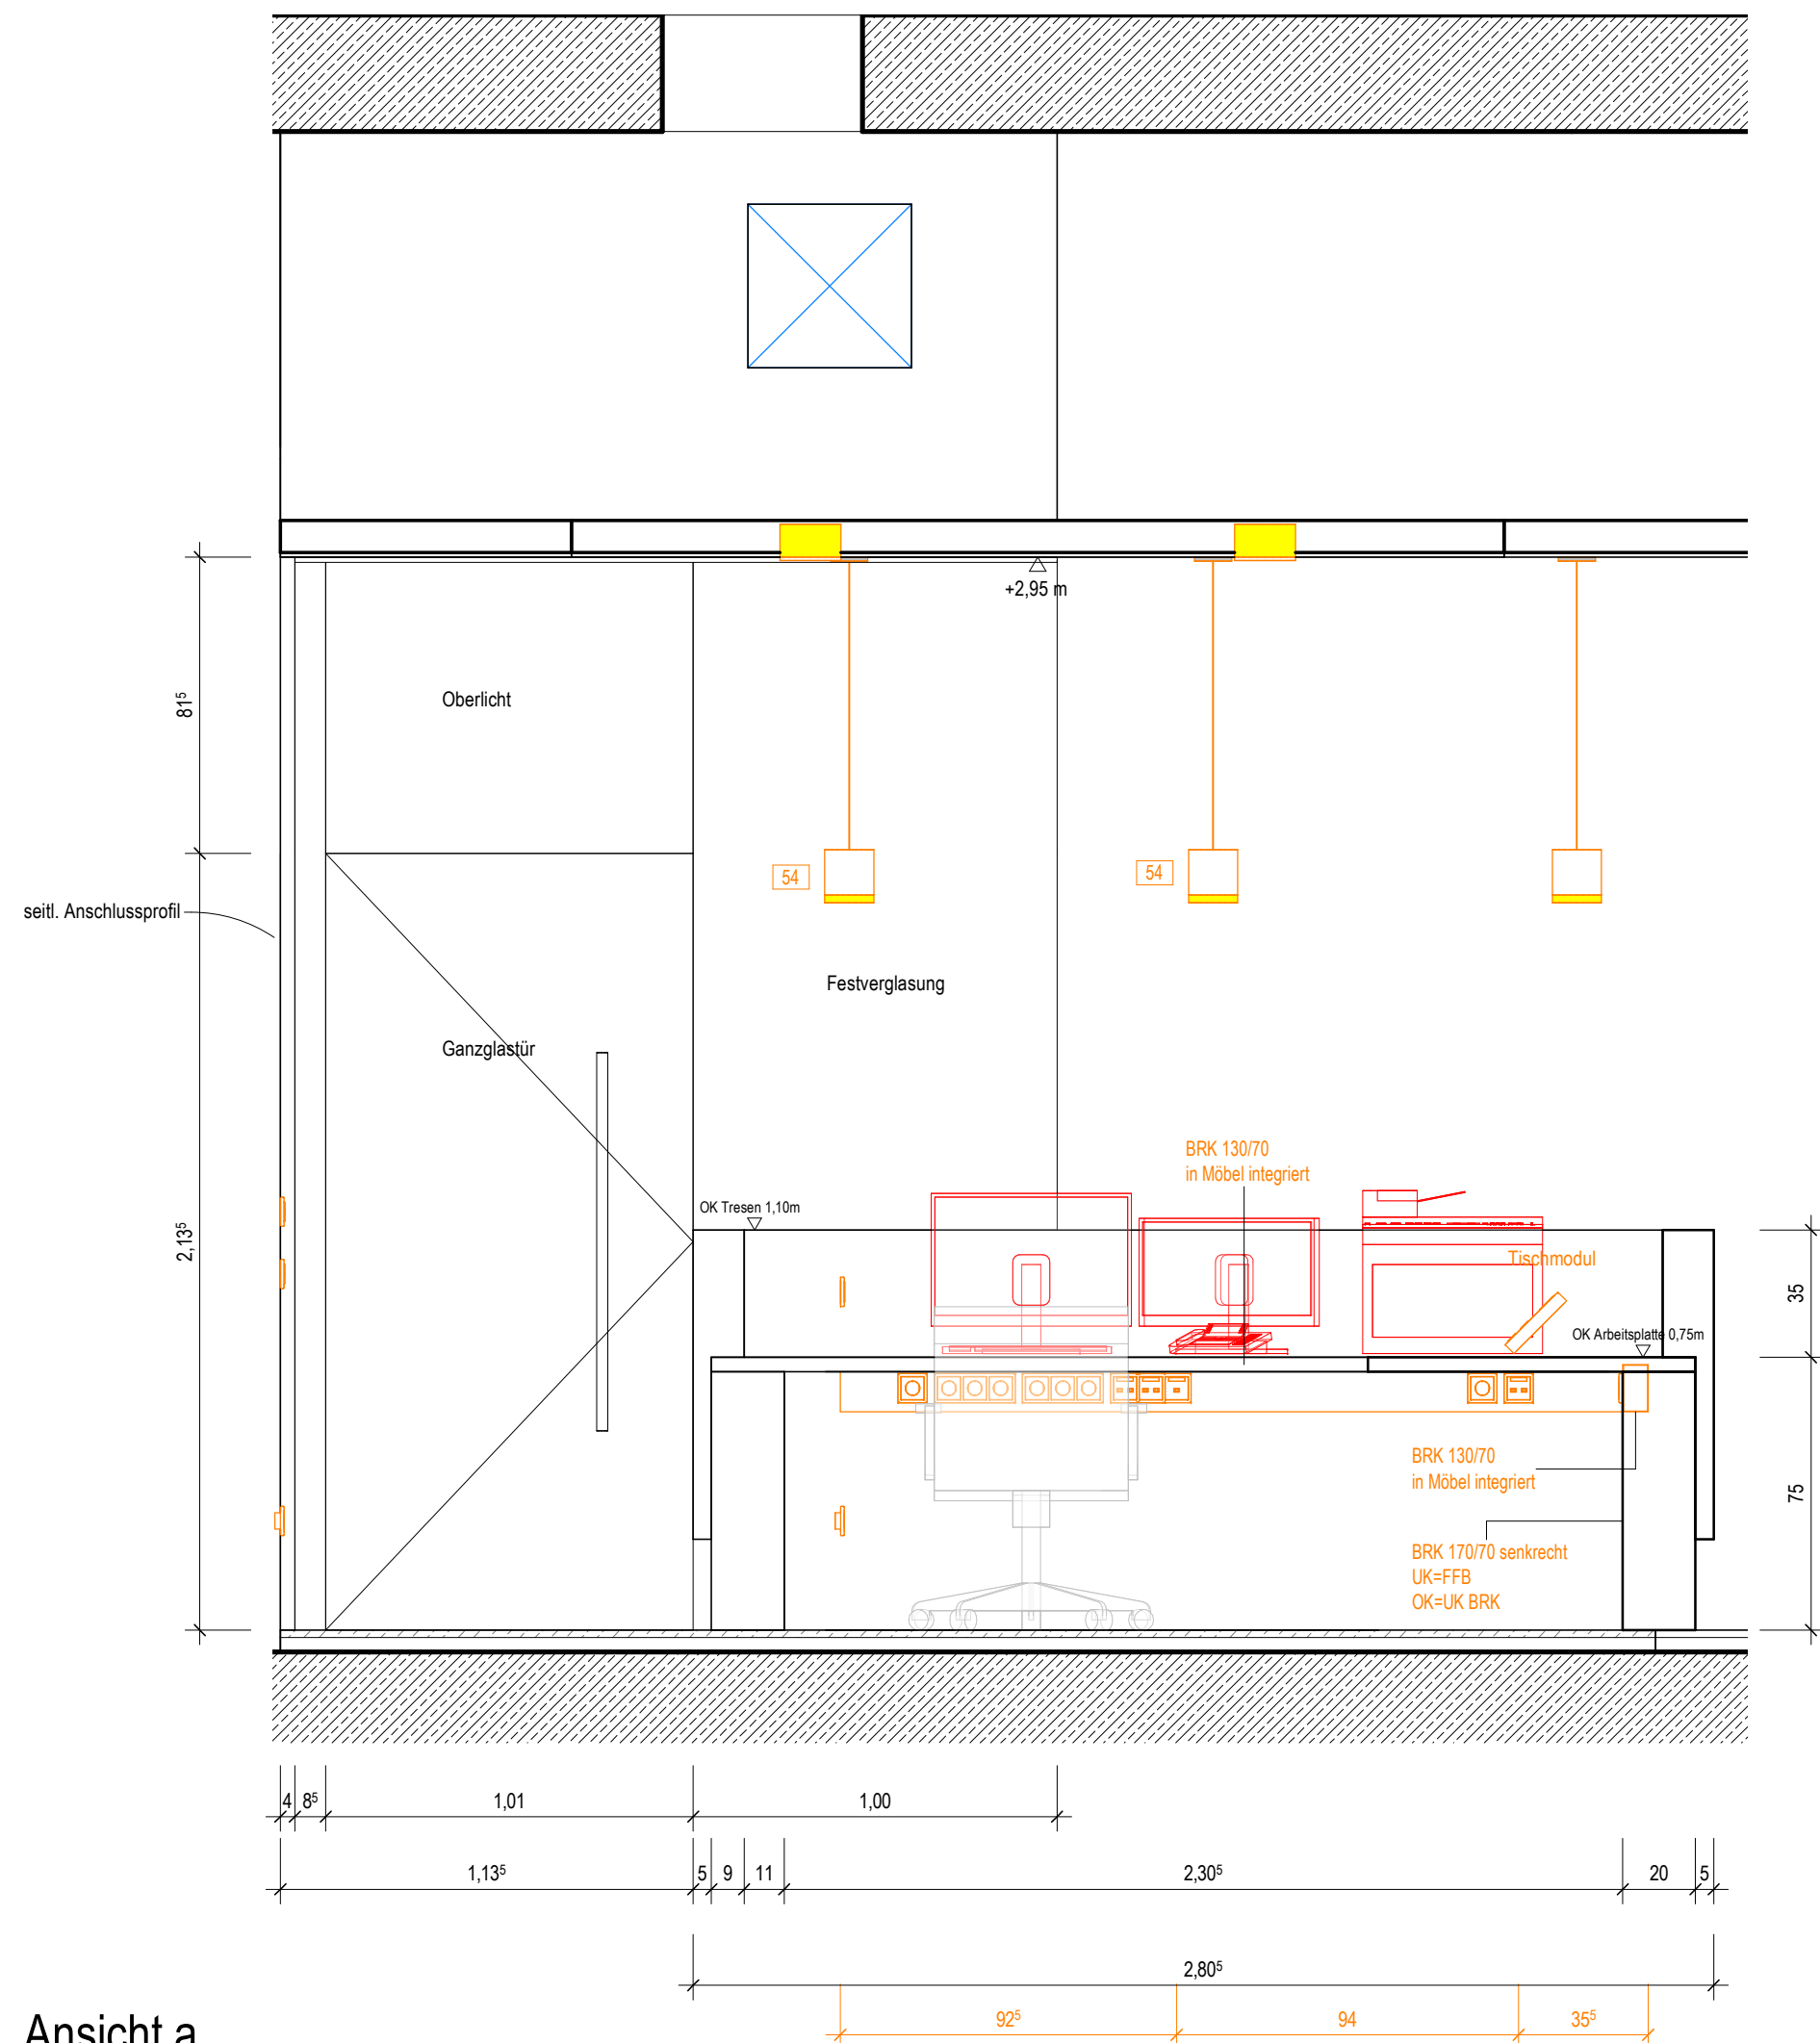 +2,95 m
81⁵
Oberlicht
54
54
seitl. Anschlussprofil
Festverglasung
Ganzglastür
BRK 130/70
in Möbel integriert
OK Tresen 1,10m
2,13⁵
Tischmodul
35
OK Arbeitsplatte 0,75m
BRK 130/70
in Möbel integriert
75
BRK 170/70 senkrecht
UK=FFB
OK=UK BRK
4 8⁵ 1,01 1,00
1,13⁵ 5 9 11 2,30⁵ 20 5
2,80⁵
92⁵ 94 35⁵
Ansicht a